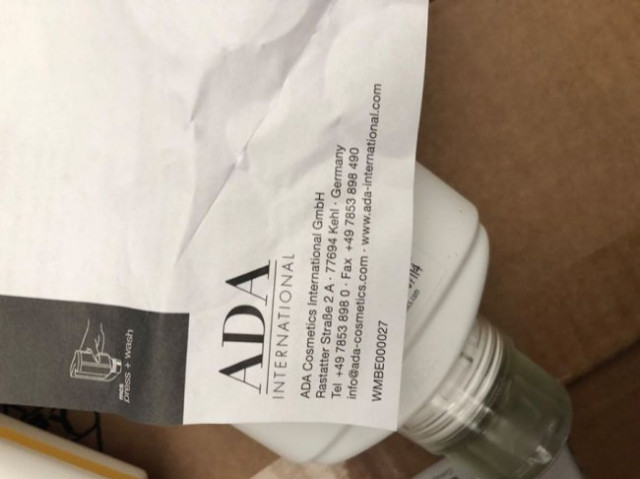 mcs
press + wash
ADA
INTERNATIONAL
ADA Cosmetics International GmbH
Rastatter Straße 2 A · 77694 Kehl · Germany
Tel +49 7853 898 0 · Fax +49 7853 898 490
info@ada-cosmetics.com · www.ada-international.com
WMBE000027